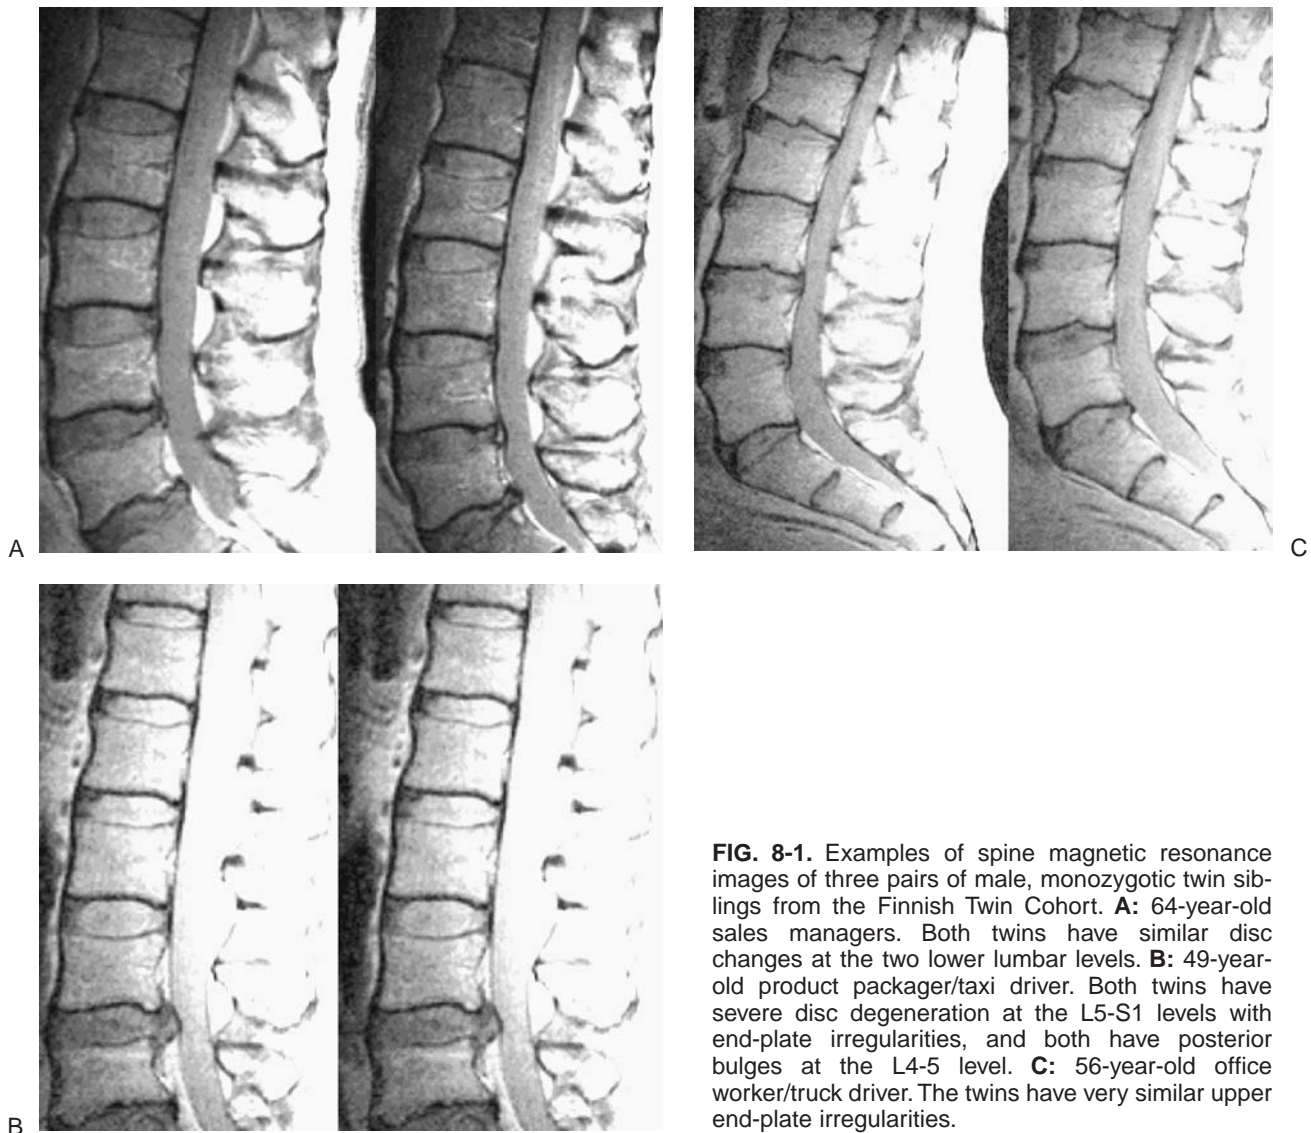 A
C
B
FIG. 8-1. Examples of spine magnetic resonance
images of three pairs of male, monozygotic twin sib-
lings from the Finnish Twin Cohort. A: 64-year-old
sales managers. Both twins have similar disc
changes at the two lower lumbar levels. B: 49-year-
old product packager/taxi driver. Both twins have
severe disc degeneration at the L5-S1 levels with
end-plate irregularities, and both have posterior
bulges at the L4-5 level. C: 56-year-old office
worker/truck driver. The twins have very similar upper
end-plate irregularities.